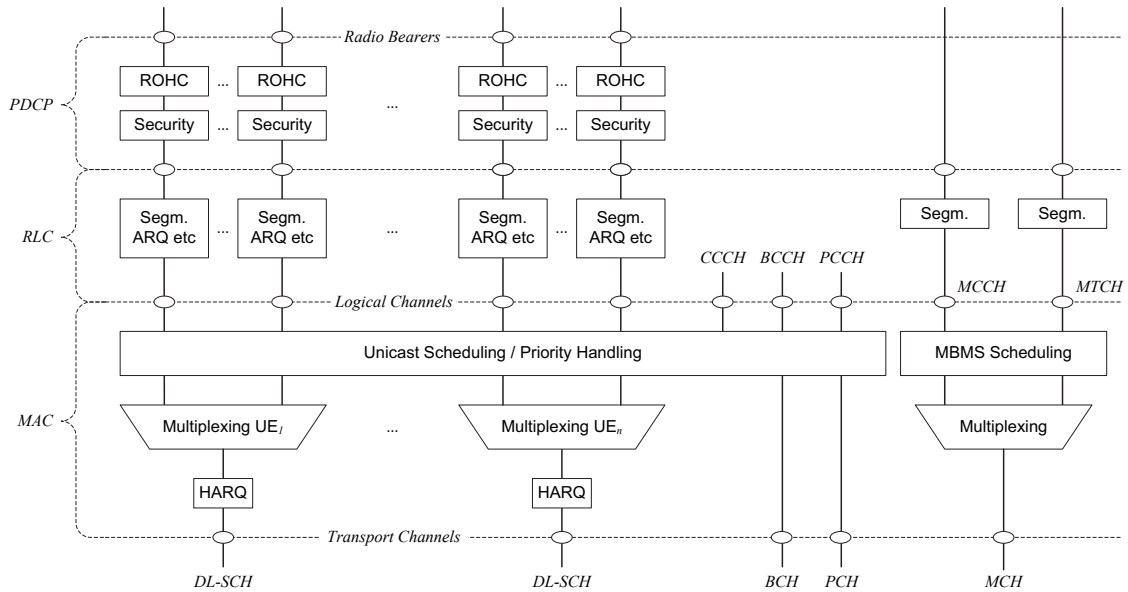 Radio Bearers
ROHC ... ROHC ROHC ... ROHC
PDCP ...
Security ... Security Security ... Security
Segm. ARQ etc ... Segm. ARQ etc ... Segm. ARQ etc ... Segm. ARQ etc Segm. Segm.
RLC
CCCH BCCH PCCH
Logical Channels MCCH MTCH
Unicast Scheduling / Priority Handling MBMS Scheduling
MAC Multiplexing UE1 ... Multiplexing UEn Multiplexing
HARQ HARQ
Transport Channels
DL-SCH DL-SCH BCH PCH MCH